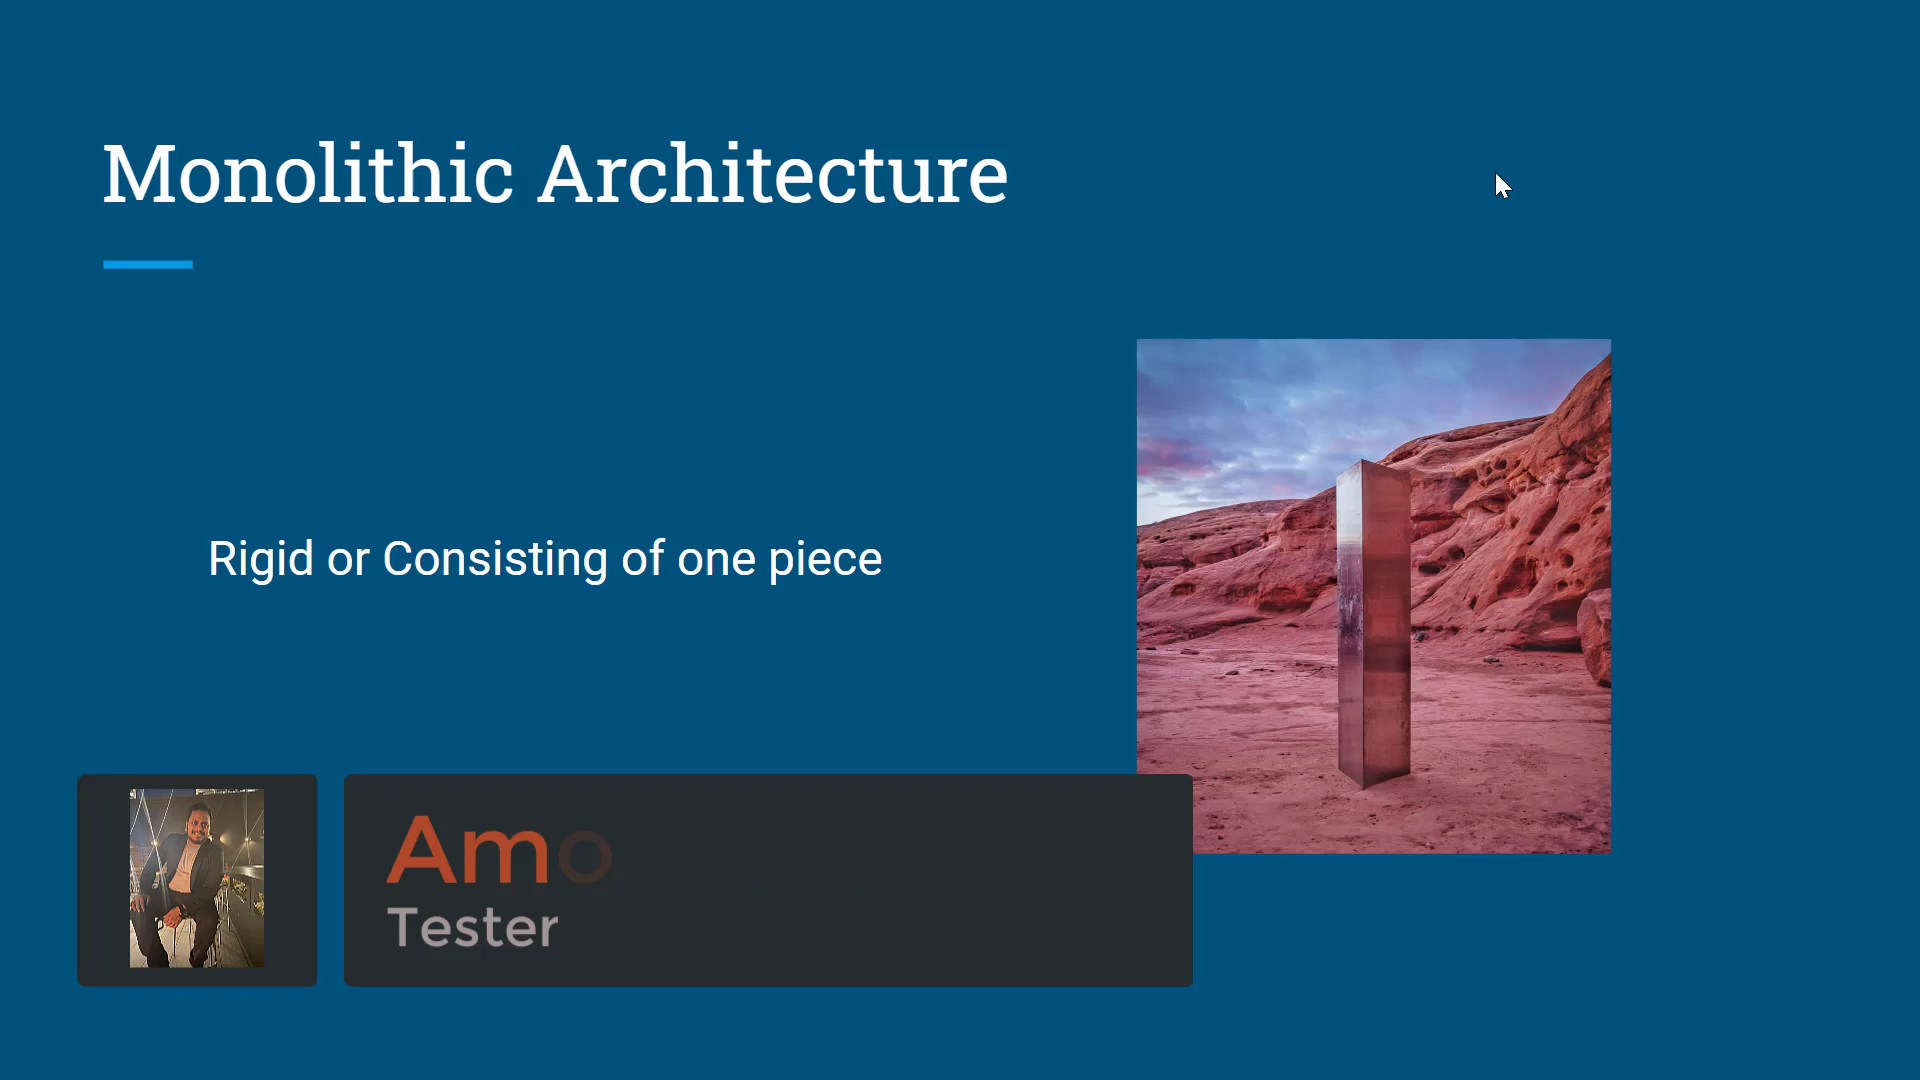 Monolithic Architecture
Rigid or Consisting of one piece
Amo
Tester